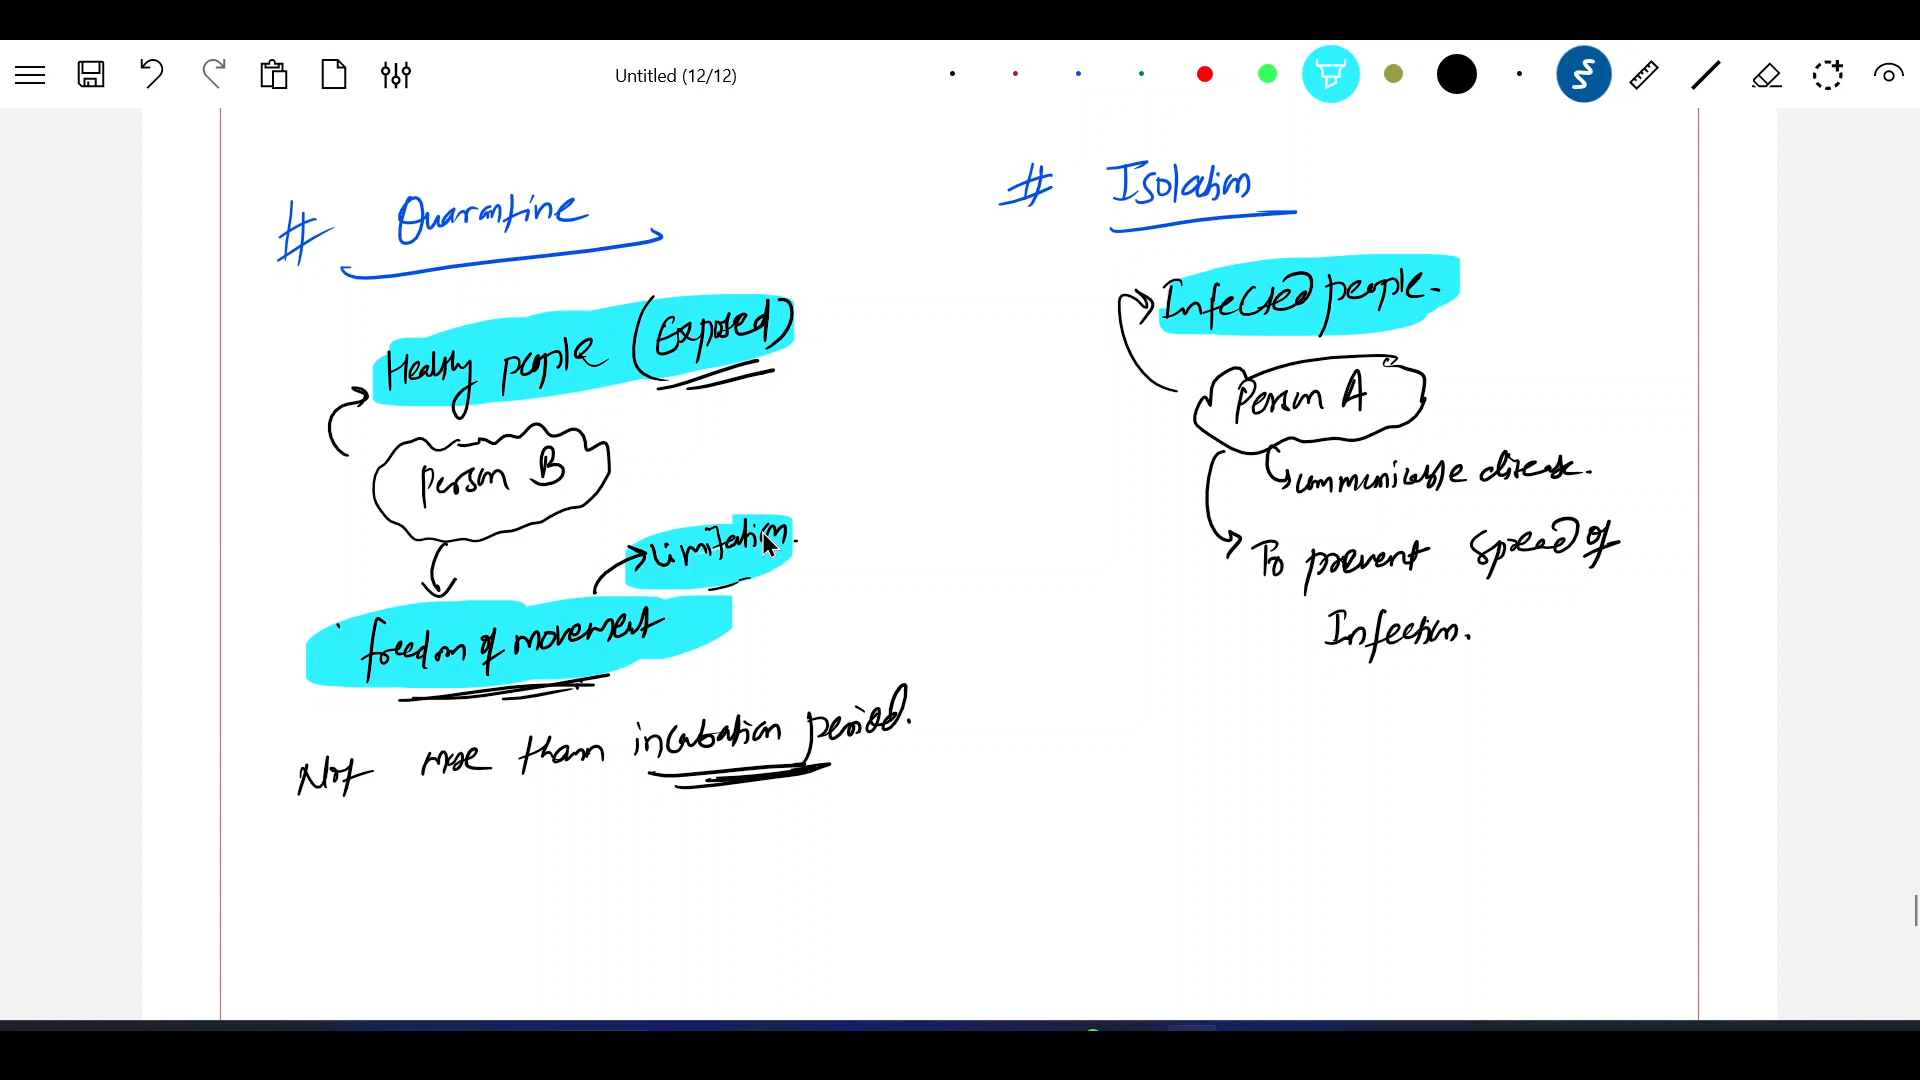 Untitled (12/12)
# Quarantine
Healthy people (Exposed)
Person B
Limitation.
freedom of movement
Not more than incubation period.
# Isolation
Infected people.
Person A
communicable disease.
To prevent spread of
Infection.